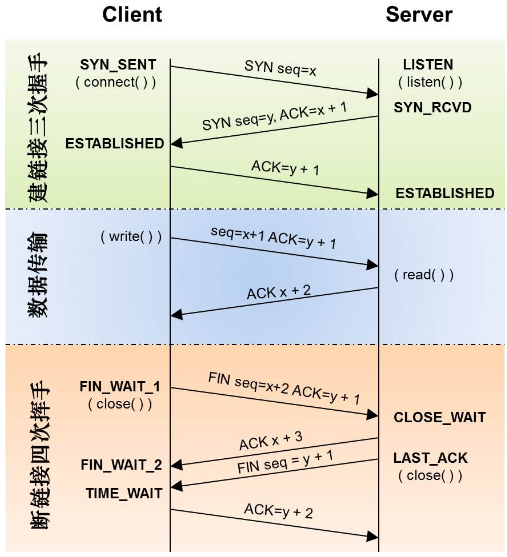 Client
Server
建链接三次握手
SYN_SENT
( connect( ) )
SYN seq=x
LISTEN
( listen( ) )
SYN_RCVD
SYN seq=y, ACK=x + 1
ESTABLISHED
ACK=y + 1
ESTABLISHED
数据传输
( write( ) )
seq=x+1 ACK=y + 1
( read( ) )
ACK x + 2
断链接四次挥手
FIN_WAIT_1
( close( ) )
FIN seq=x+2 ACK=y + 1
CLOSE_WAIT
ACK x + 3
FIN_WAIT_2
FIN seq = y + 1
LAST_ACK
( close( ) )
TIME_WAIT
ACK=y + 2